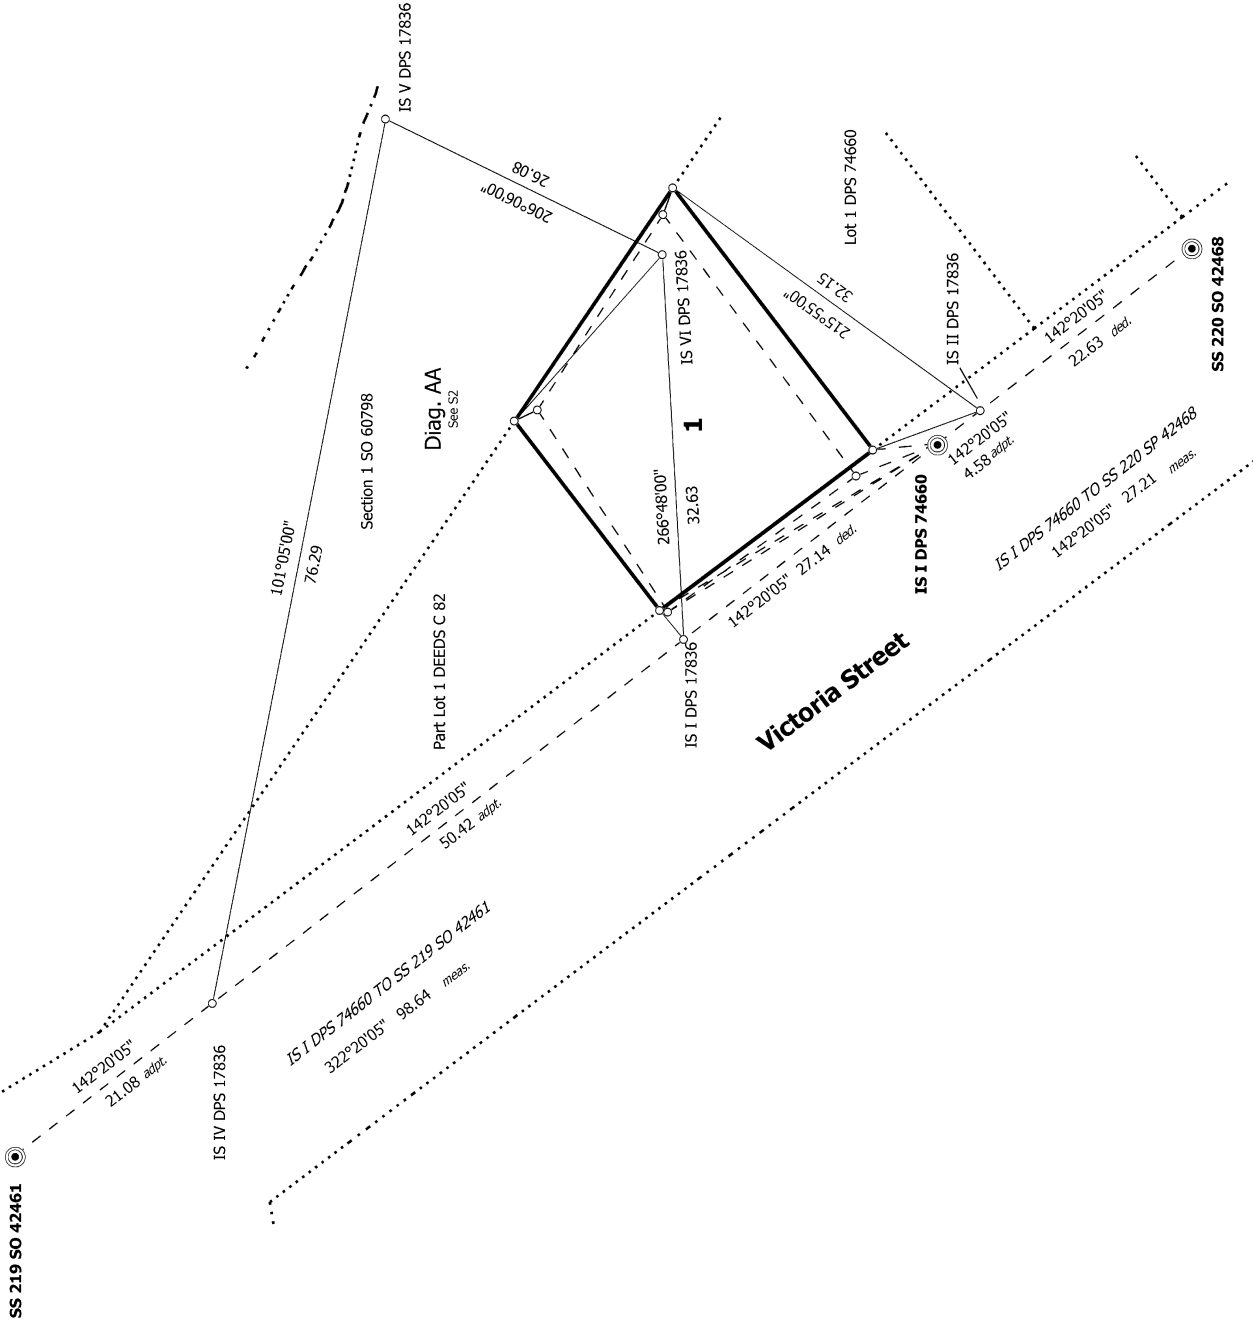 IS V DPS 17836
26.08
206°06'00"
Lot 1 DPS 74660
32.15
215°55'00"
IS II DPS 17836
142°20'05"
22.63 ded.
SS 220 SO 42468
IS VI DPS 17836
Diag. AA
See S2
Section 1 SO 60798
1
266°48'00"
32.63
142°20'05"
4.58 adpt.
IS I DPS 74660 TO SS 220 SP 42468
142°20'05" 27.21 meas.
IS I DPS 74660
101°05'00"
76.29
142°20'05" 27.14 ded.
Part Lot 1 DEEDS C 82
IS I DPS 17836
Victoria Street
142°20'05"
50.42 adpt.
IS I DPS 74660 TO SS 219 SO 42461
322°20'05" 98.64 meas.
142°20'05"
21.08 adpt.
IS IV DPS 17836
SS 219 SO 42461